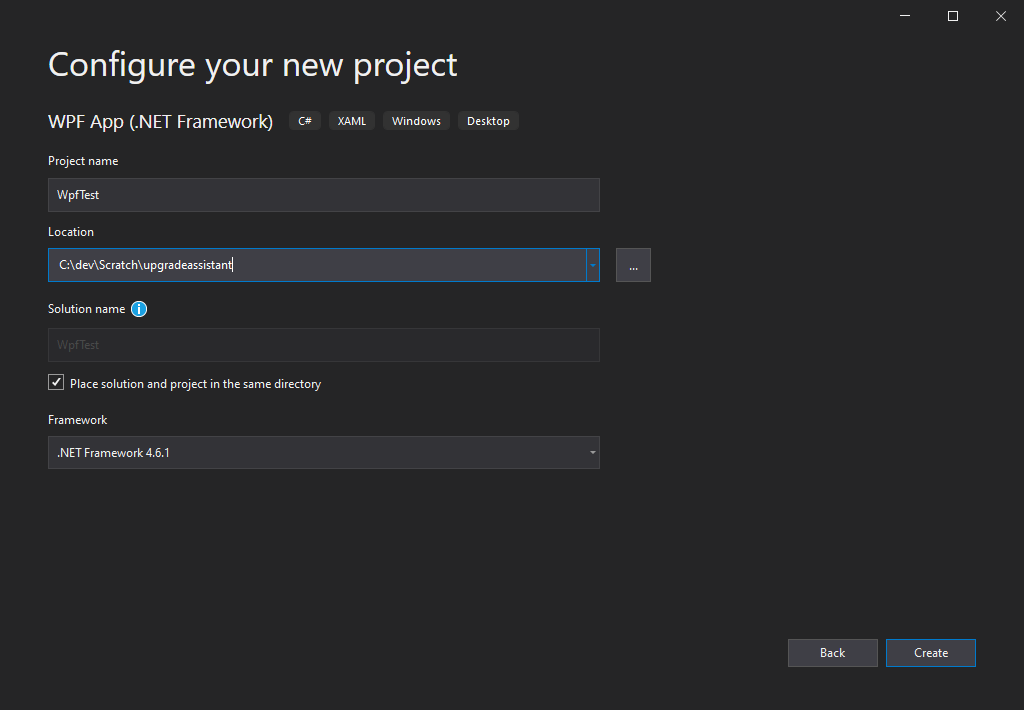 Configure your new project
WPF App (.NET Framework) C# XAML Windows Desktop
Project name
WpfTest
Location
C:\dev\Scratch\upgradeassistant
...
Solution name
WpfTest
Place solution and project in the same directory
Framework
.NET Framework 4.6.1
Back Create